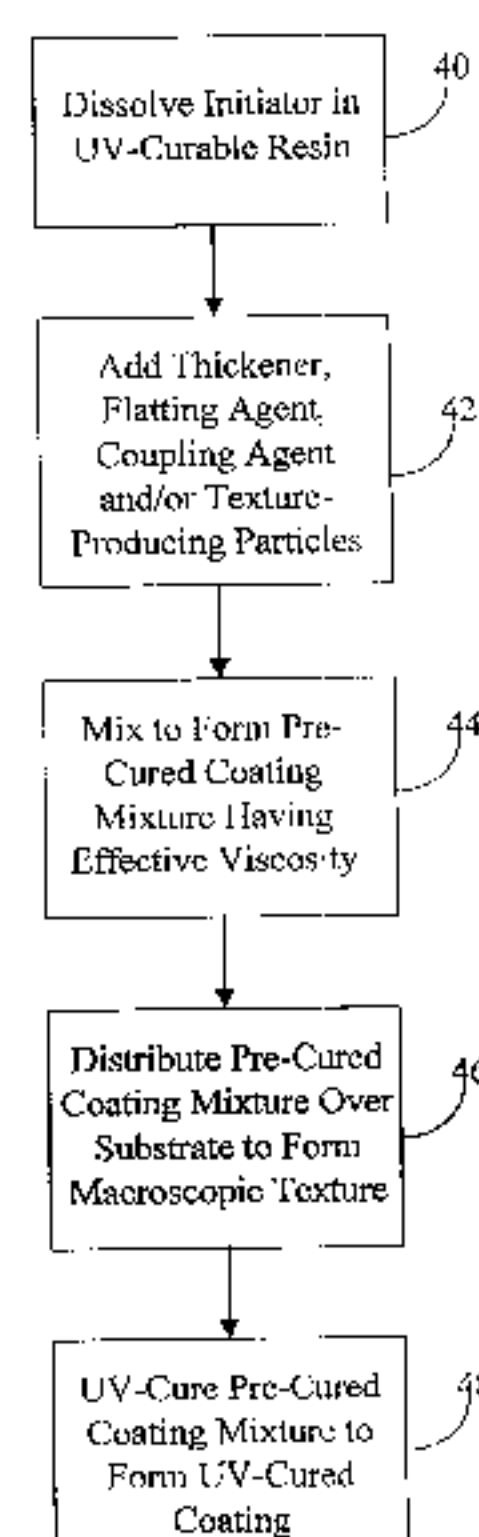 40
Dissolve Initiator in
UV-Curable Resin
42
Add Thickener,
Flatting Agent,
Coupling Agent
and/or Texture-
Producing Particles
44
Mix to Form Pre-
Cured Coating
Mixture Having
Effective Viscosity
46
Distribute Pre-Cured
Coating Mixture Over
Substrate to Form
Macroscopic Texture
48
UV-Cure Pre-Cured
Coating Mixture to
Form UV-Cured
Coating